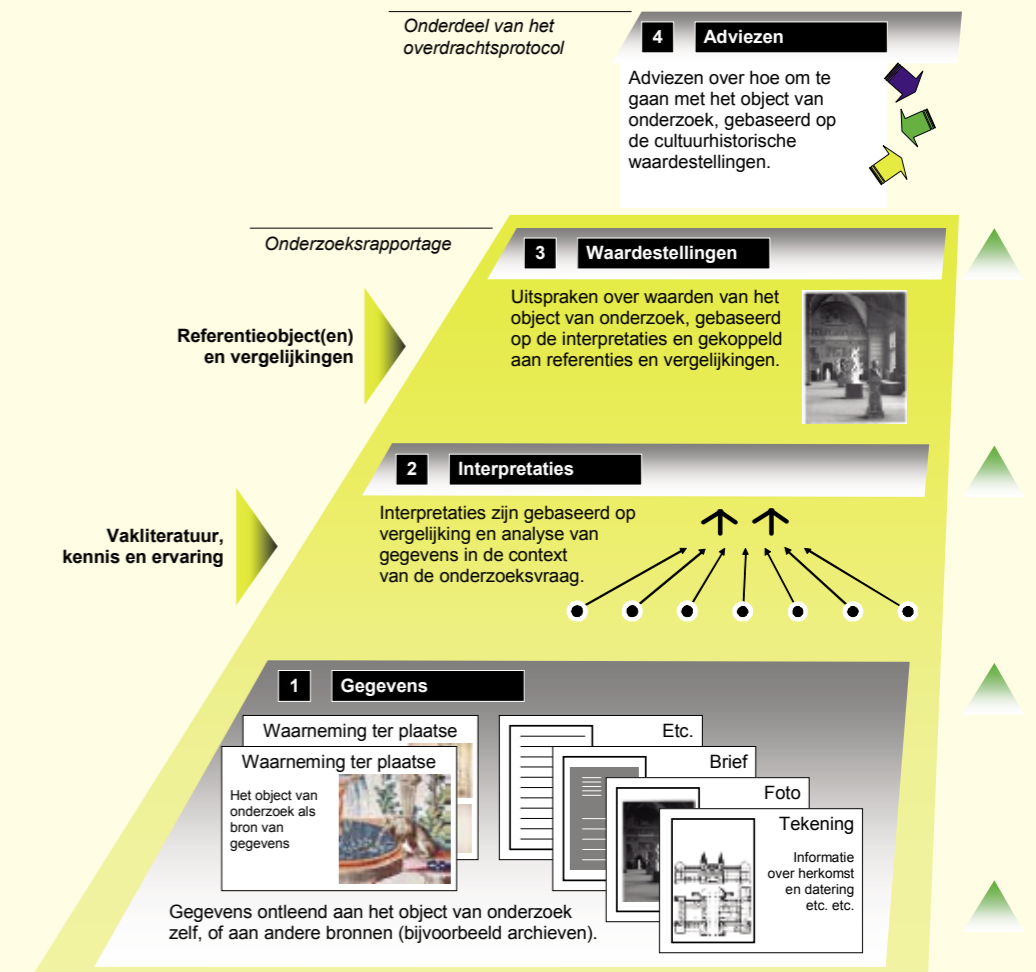 Onderdeel van het
overdrachtsprotocol
4 Adviezen
Adviezen over hoe om te
gaan met het object van
onderzoek, gebaseerd op
de cultuurhistorische
waardestellingen.
Onderzoeksrapportage
3 Waardestellingen
Uitspraken over waarden van het
object van onderzoek, gebaseerd
op de interpretaties en gekoppeld
aan referenties en vergelijkingen.
Referentieobject(en)
en vergelijkingen
2 Interpretaties
Interpretaties zijn gebaseerd op
vergelijking en analyse van
gegevens in de context
van de onderzoeksvraag.
Vakliteratuur,
kennis en ervaring
1 Gegevens
Waarneming ter plaatse
Waarneming ter plaatse
Het object van
onderzoek als
bron van
gegevens
Etc.
Brief
Foto
Tekening
Informatie
over herkomst
en datering
etc. etc.
Gegevens ontleend aan het object van onderzoek
zelf, of aan andere bronnen (bijvoorbeeld archieven).